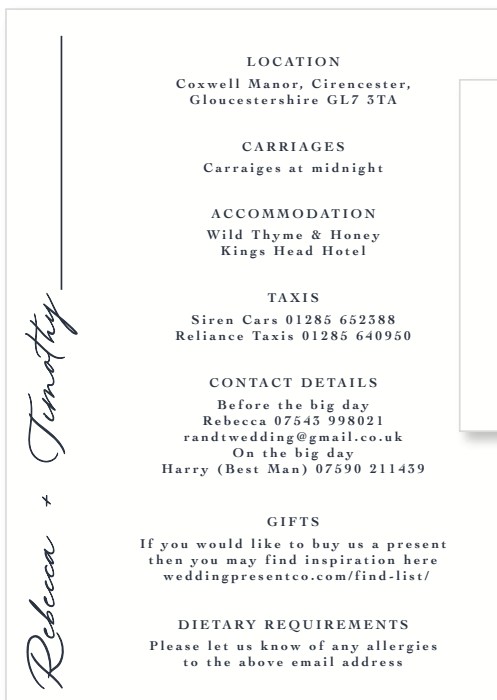 LOCATION
Coxwell Manor, Cirencester,
Gloucestershire GL7 3TA
CARRIAGES
Carraiges at midnight
ACCOMMODATION
Wild Thyme & Honey
Kings Head Hotel
TAXIS
Siren Cars 01285 652388
Reliance Taxis 01285 640950
CONTACT DETAILS
Before the big day
Rebecca 07543 998021
randtwedding@gmail.co.uk
On the big day
Harry (Best Man) 07590 211439
GIFTS
If you would like to buy us a present
then you may find inspiration here
weddingpresentco.com/find-list/
DIETARY REQUIREMENTS
Please let us know of any allergies
to the above email address
Rebecca + Timothy